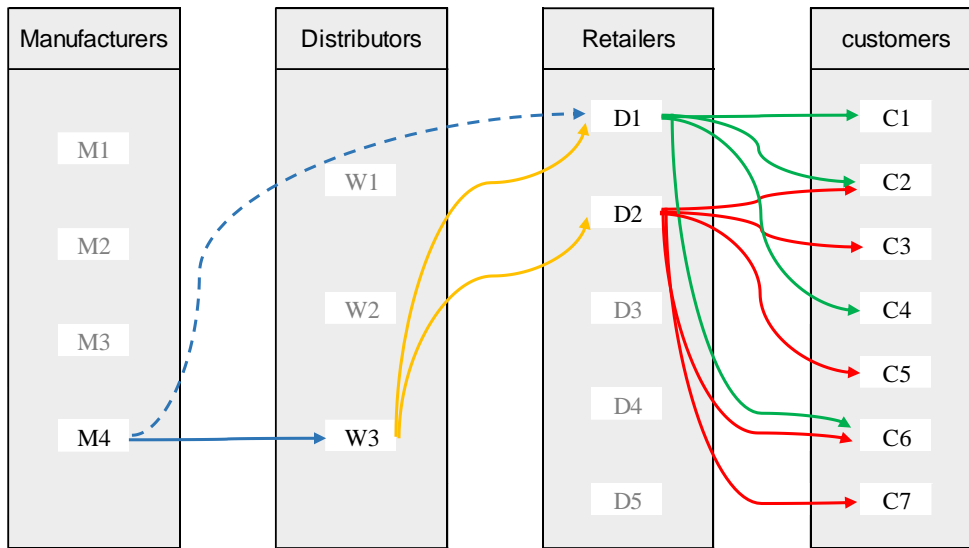 Manufacturers
Distributors
Retailers
customers
M1
M2
M3
M4
W1
W2
W3
D1
D2
D3
D4
D5
C1
C2
C3
C4
C5
C6
C7